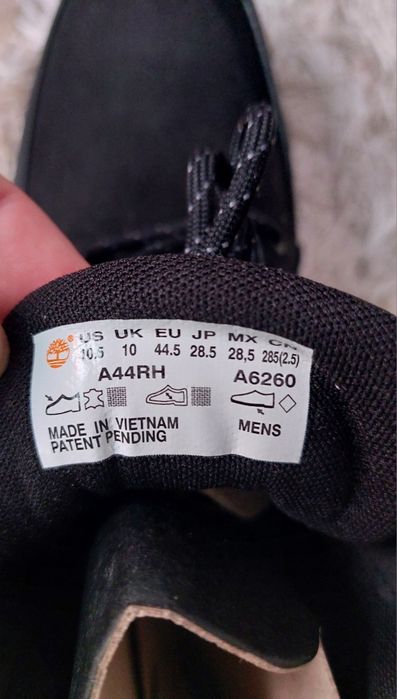 US UK EU JP MX CN
10.5 10 44.5 28.5 28,5 285(2.5)
A44RH A6260
MADE IN VIETNAM MENS
PATENT PENDING